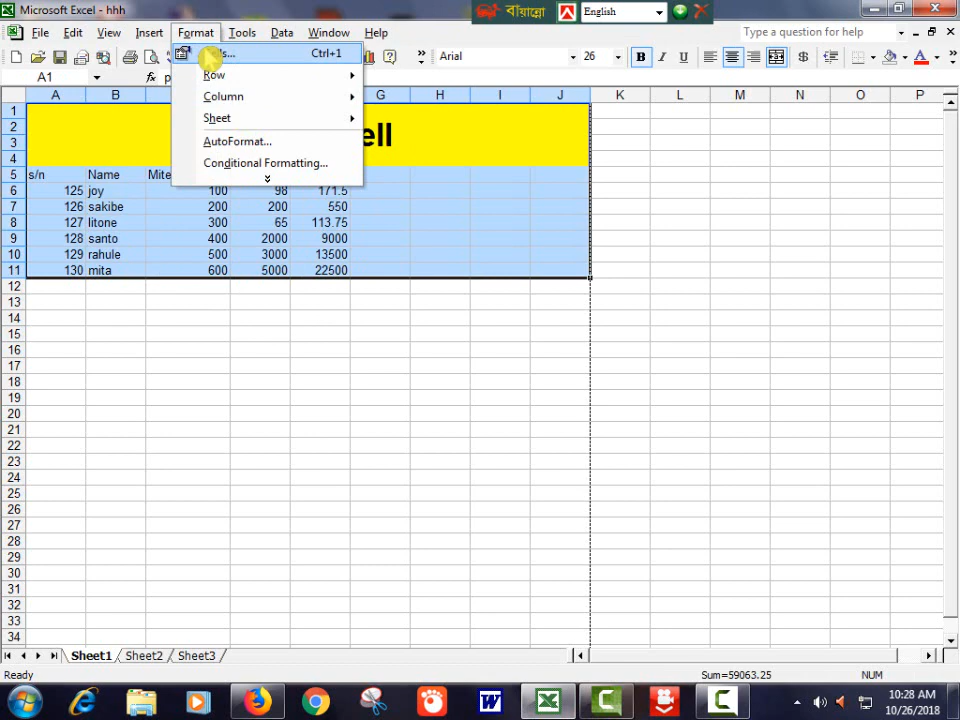 Microsoft Excel - hhh
বায়ান্নো
English
File Edit View Insert Format Tools Data Window Help
Type a question for help
Arial 26 B I U $ A
A1 fx p
Ctrl+1
Row
Column
Sheet
AutoFormat...
Conditional Formatting...
A B G H I J K L M N O P
1
2
3 ell
4
5 s/n Name Mite
6 125 joy 100 98 171.5
7 126 sakibe 200 200 550
8 127 litone 300 65 113.75
9 128 santo 400 2000 9000
10 129 rahule 500 3000 13500
11 130 mita 600 5000 22500
12
13
14
15
16
17
18
19
20
21
22
23
24
25
26
27
28
29
30
31
32
33
34
Sheet1 Sheet2 Sheet3
Ready Sum=59063.25 NUM
10:28 AM
10/26/2018